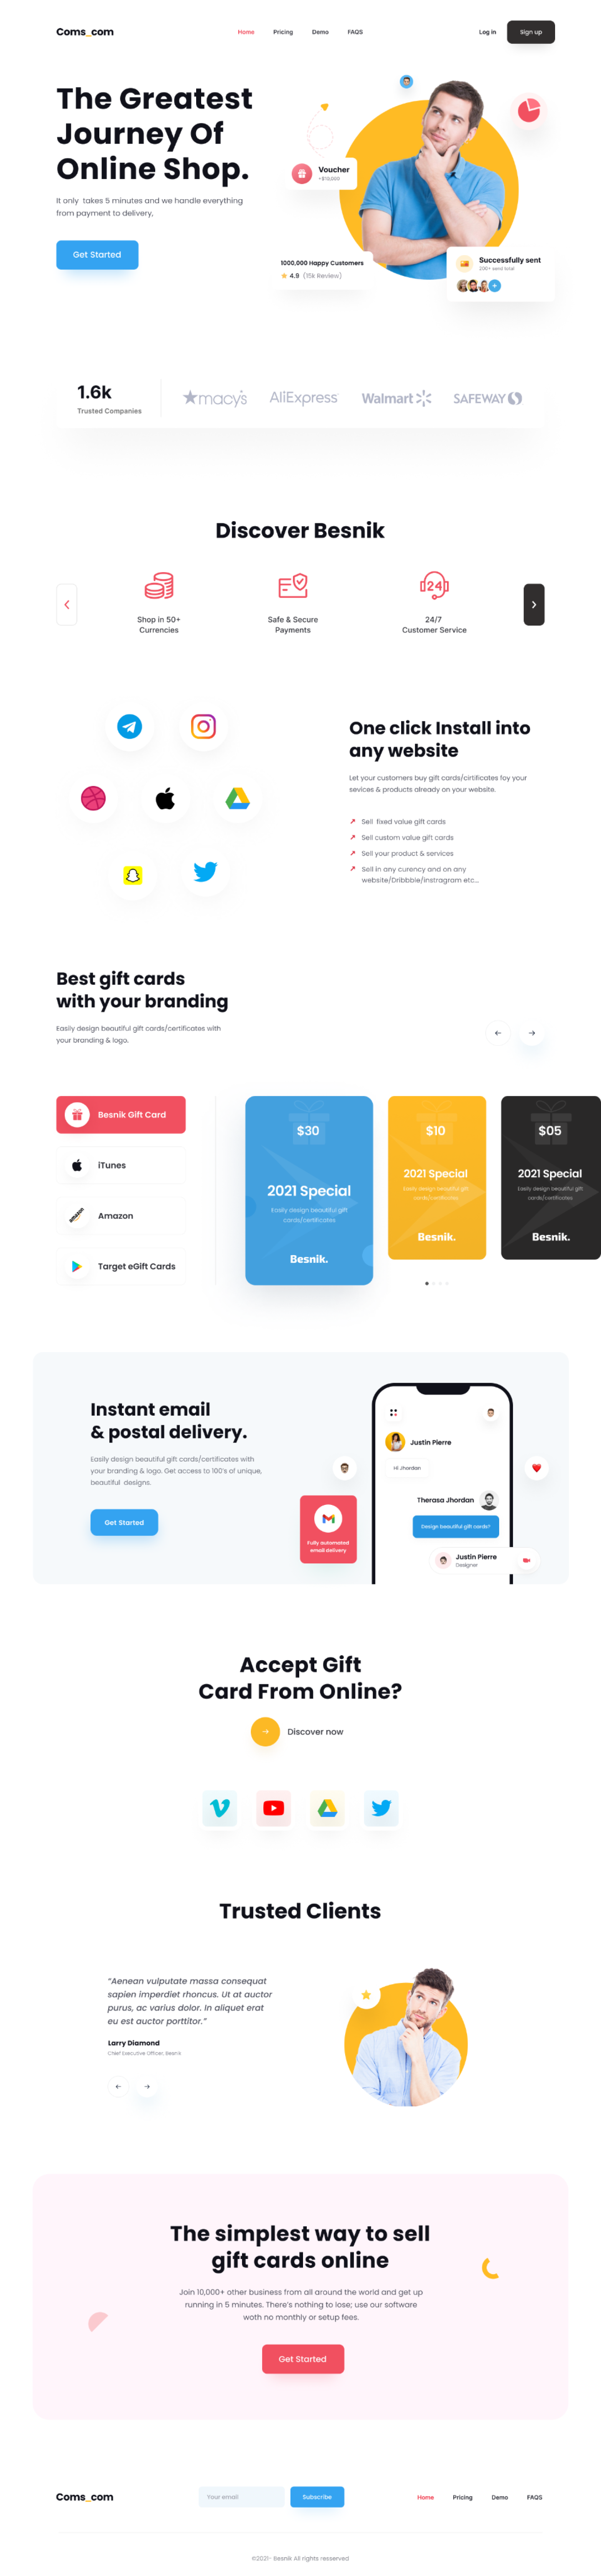 Coms_com
Home Pricing Demo FAQS
Log in
Sign up
The Greatest
Journey Of
Online Shop.
It only takes 5 minutes and we handle everything
from payment to delivery,
Get Started
Voucher
+$10,000
1000,000 Happy Customers
4.9 (15k Review)
Successfully sent
200+ send total
1.6k
Trusted Companies
macy's AliExpress Walmart SAFEWAY
Discover Besnik
Shop in 50+
Currencies
Safe & Secure
Payments
24
24/7
Customer Service
One click Install into
any website
Let your customers buy gift cards/cirtificates foy your
sevices & products already on your website.
Sell fixed value gift cards
Sell custom value gift cards
Sell your product & services
Sell in any curency and on any
website/Dribbble/instragram etc...
Best gift cards
with your branding
Easily design beautiful gift cards/certificates with
your branding & logo.
Besnik Gift Card
iTunes
amazon
Amazon
Target eGift Cards
$30
2021 Special
Easily design beautiful gift
cards/certificates
Besnik.
$10
2021 Special
Easily design beautiful gift
cards/certificates
Besnik.
$05
2021 Special
Easily design beautiful gift
cards/certificates
Besnik.
Instant email
& postal delivery.
Easily design beautiful gift cards/certificates with
your branding & logo. Get access to 100's of unique,
beautiful designs.
Get Started
Fully automated
email delivery
Justin Pierre
Hi Jhordan
Therasa Jhordan
Design beautiful gift cards?
Justin Pierre
Designer
Accept Gift
Card From Online?
Discover now
Trusted Clients
"Aenean vulputate massa consequat
sapien imperdiet rhoncus. Ut at auctor
purus, ac varius dolor. In aliquet erat
eu est auctor porttitor."
Larry Diamond
Chief Executive Officer, Besnik
The simplest way to sell
gift cards online
Join 10,000+ other business from all around the world and get up
running in 5 minutes. There's nothing to lose; use our software
woth no monthly or setup fees.
Get Started
Coms_com
Your email
Subscribe
Home Pricing Demo FAQS
©2021- Besnik All rights resserved